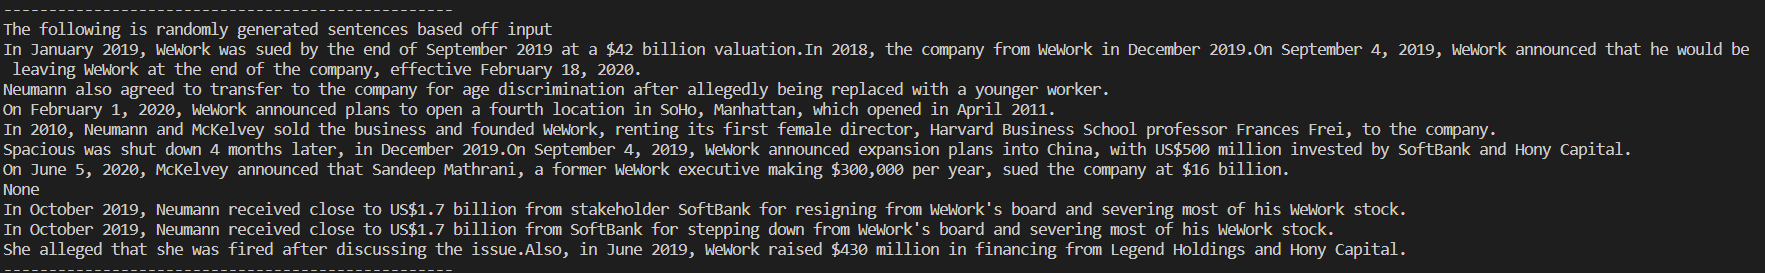 --------------------------------------------------
The following is randomly generated sentences based off input
In January 2019, WeWork was sued by the end of September 2019 at a $42 billion valuation.In 2018, the company from WeWork in December 2019.On September 4, 2019, WeWork announced that he would be
leaving WeWork at the end of the company, effective February 18, 2020.
Neumann also agreed to transfer to the company for age discrimination after allegedly being replaced with a younger worker.
On February 1, 2020, WeWork announced plans to open a fourth location in SoHo, Manhattan, which opened in April 2011.
In 2010, Neumann and McKelvey sold the business and founded WeWork, renting its first female director, Harvard Business School professor Frances Frei, to the company.
Spacious was shut down 4 months later, in December 2019.On September 4, 2019, WeWork announced expansion plans into China, with US$500 million invested by SoftBank and Hony Capital.
On June 5, 2020, McKelvey announced that Sandeep Mathrani, a former WeWork executive making $300,000 per year, sued the company at $16 billion.
None
In October 2019, Neumann received close to US$1.7 billion from stakeholder SoftBank for resigning from WeWork's board and severing most of his WeWork stock.
In October 2019, Neumann received close to US$1.7 billion from SoftBank for stepping down from WeWork's board and severing most of his WeWork stock.
She alleged that she was fired after discussing the issue.Also, in June 2019, WeWork raised $430 million in financing from Legend Holdings and Hony Capital.
--------------------------------------------------